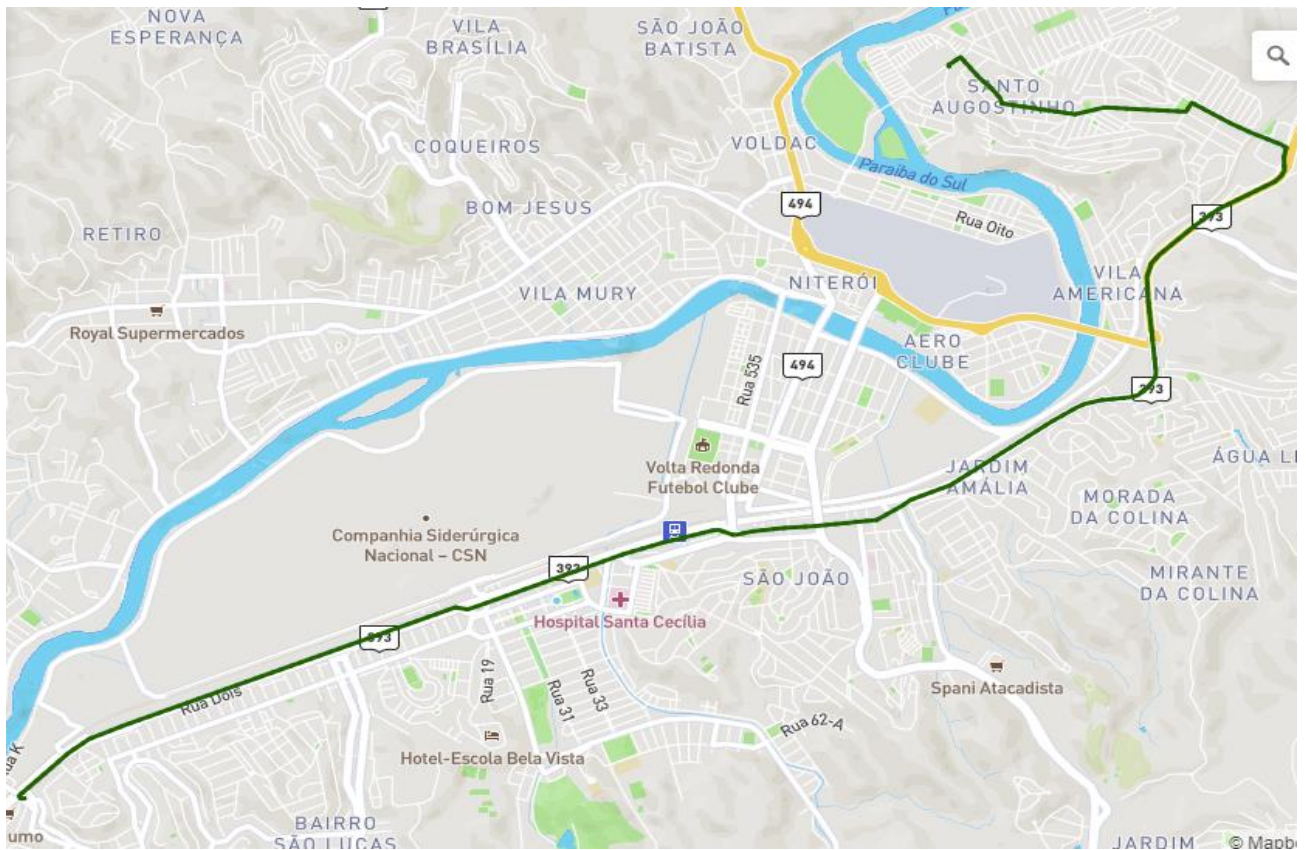 NOVA
ESPERANÇA
VILA
BRASÍLIA
SÃO JOÃO
BATISTA
SANTO
AUGOSTINHO
COQUEIROS
VOLDAC
Paraíba do Sul
BOM JESUS
494
Rua Oito
393
RETIRO
VILA MURY
NITERÓI
VILA
AMERICANA
Royal Supermercados
AERO
CLUBE
Rua 535
494
393
Volta Redonda
Futebol Clube
JARDIM
AMÁLIA
ÁGUA
MORADA
DA COLINA
Companhia Siderúrgica
Nacional – CSN
393
SÃO JOÃO
MIRANTE
DA COLINA
Hospital Santa Cecília
393
Rua 19
Rua 31
Rua 33
Spani Atacadista
Rua Dois
Rua 62-A
Hotel-Escola Bela Vista
umo
BAIRRO
SÃO LUCAS
JARDIM
© Mapbo